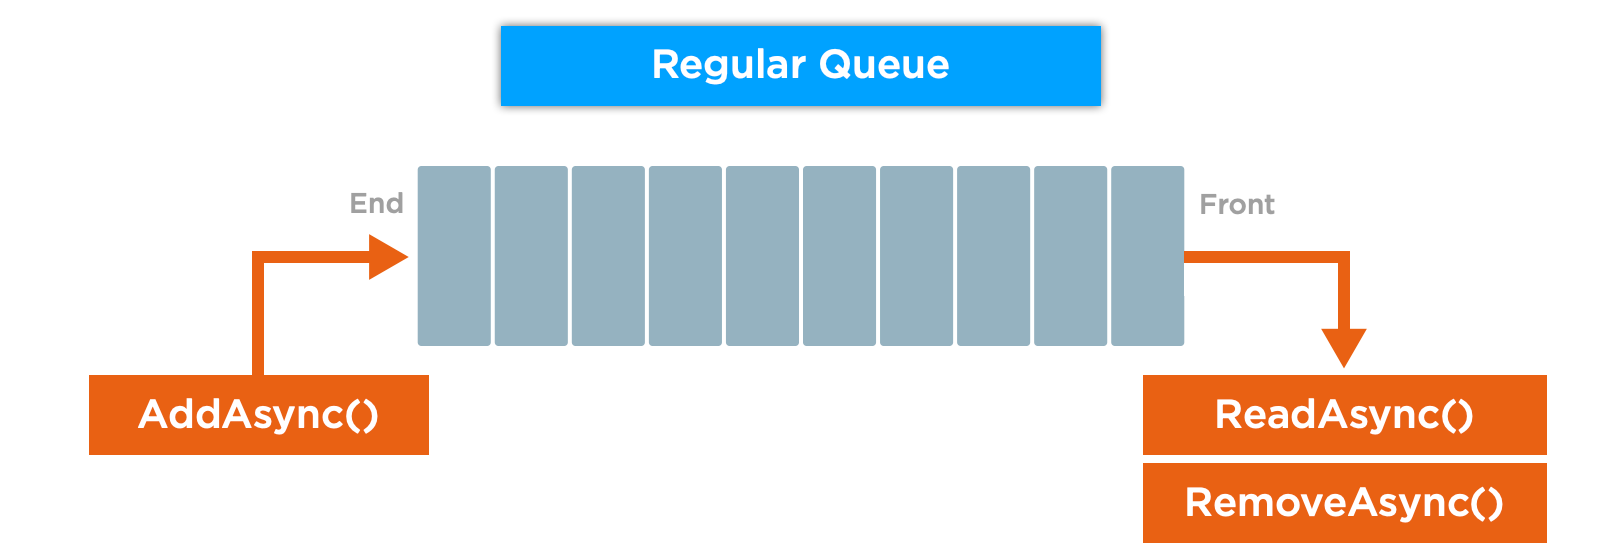 Regular Queue
End
Front
AddAsync()
ReadAsync()
RemoveAsync()